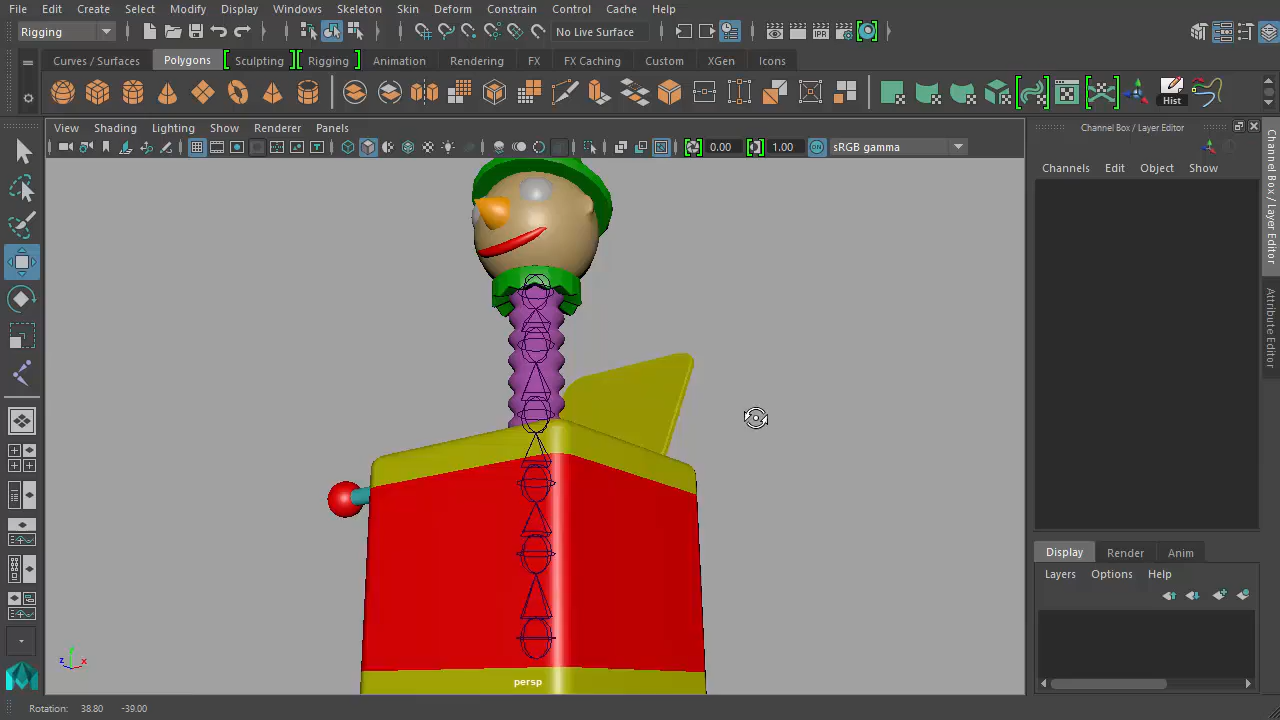 File Edit Create Select Modify Display Windows Skeleton Skin Deform Constrain Control Cache Help
Rigging No Live Surface
Curves / Surfaces Polygons Sculpting Rigging Animation Rendering FX FX Caching Custom XGen Icons
Hist
View Shading Lighting Show Renderer Panels Channel Box / Layer Editor
0.00 1.00 ON sRGB gamma
Channels Edit Object Show
Channel Box / Layer Editor
Attribute Editor
Display Render Anim
Layers Options Help
y
z x
persp
Rotation: 38.80 -39.00